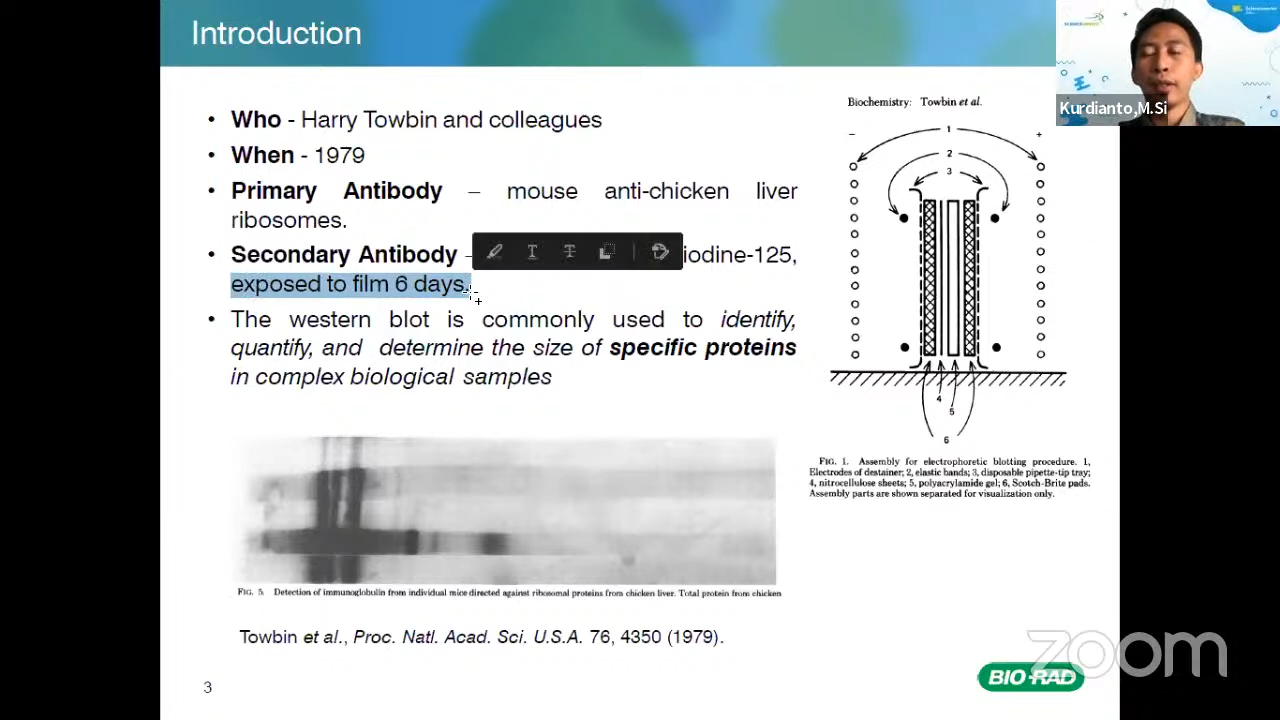 Introduction
Kurdianto,M.Si
• Who - Harry Towbin and colleagues
• When - 1979
• Primary Antibody – mouse anti-chicken liver
ribosomes.
• Secondary Antibody - iodine-125,
exposed to film 6 days.
• The western blot is commonly used to identify,
quantify, and determine the size of specific proteins
in complex biological samples
Biochemistry: Towbin et al.
– 1 +
2
3
4
5
6
FIG. 1. Assembly for electrophoretic blotting procedure. 1,
Electrodes of destainer; 2, elastic bands; 3, disposable pipette-tip tray;
4, nitrocellulose sheets; 5, polyacrylamide gel; 6, Scotch-Brite pads.
Assembly parts are shown separated for visualization only.
FIG. 5. Detection of immunoglobulin from individual mice directed against ribosomal proteins from chicken liver. Total protein from chicken
Towbin et al., Proc. Natl. Acad. Sci. U.S.A. 76, 4350 (1979).
zoom
BIO-RAD
3